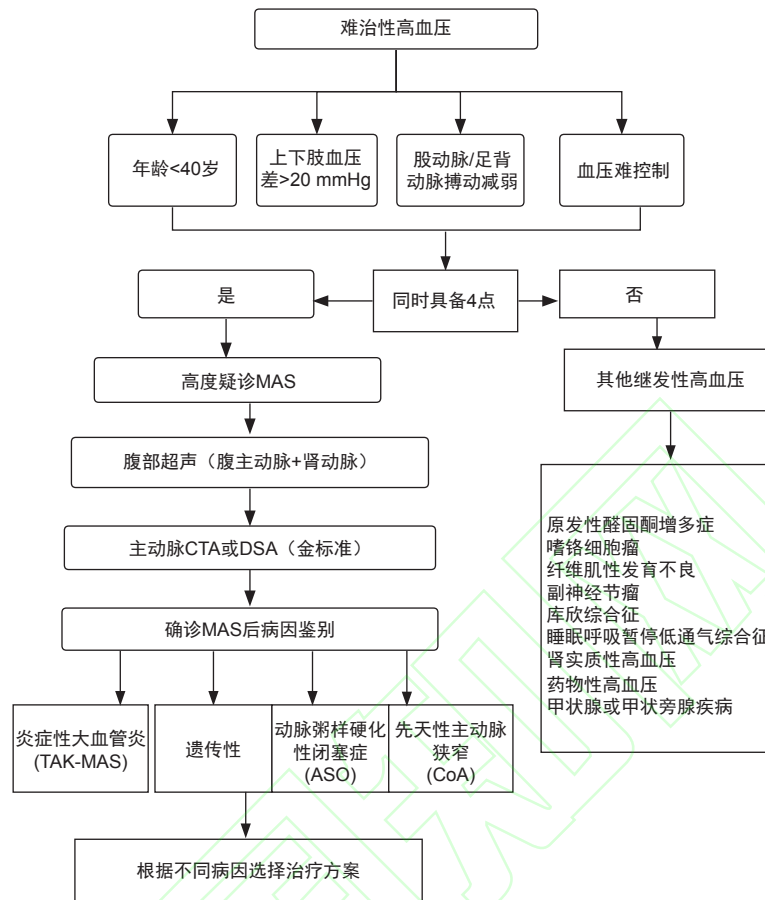 难治性高血压
年龄<40岁
上下肢血压
差>20 mmHg
股动脉/足背
动脉搏动减弱
血压难控制
是
同时具备4点
否
高度疑诊MAS
其他继发性高血压
腹部超声（腹主动脉+肾动脉）
主动脉CTA或DSA（金标准）
确诊MAS后病因鉴别
原发性醛固酮增多症
嗜铬细胞瘤
纤维肌性发育不良
副神经节瘤
库欣综合征
睡眠呼吸暂停低通气综合征
肾实质性高血压
药物性高血压
甲状腺或甲状旁腺疾病
炎症性大血管炎
(TAK-MAS)
遗传性
动脉粥样硬化
性闭塞症
(ASO)
先天性主动脉
狭窄
(CoA)
根据不同病因选择治疗方案